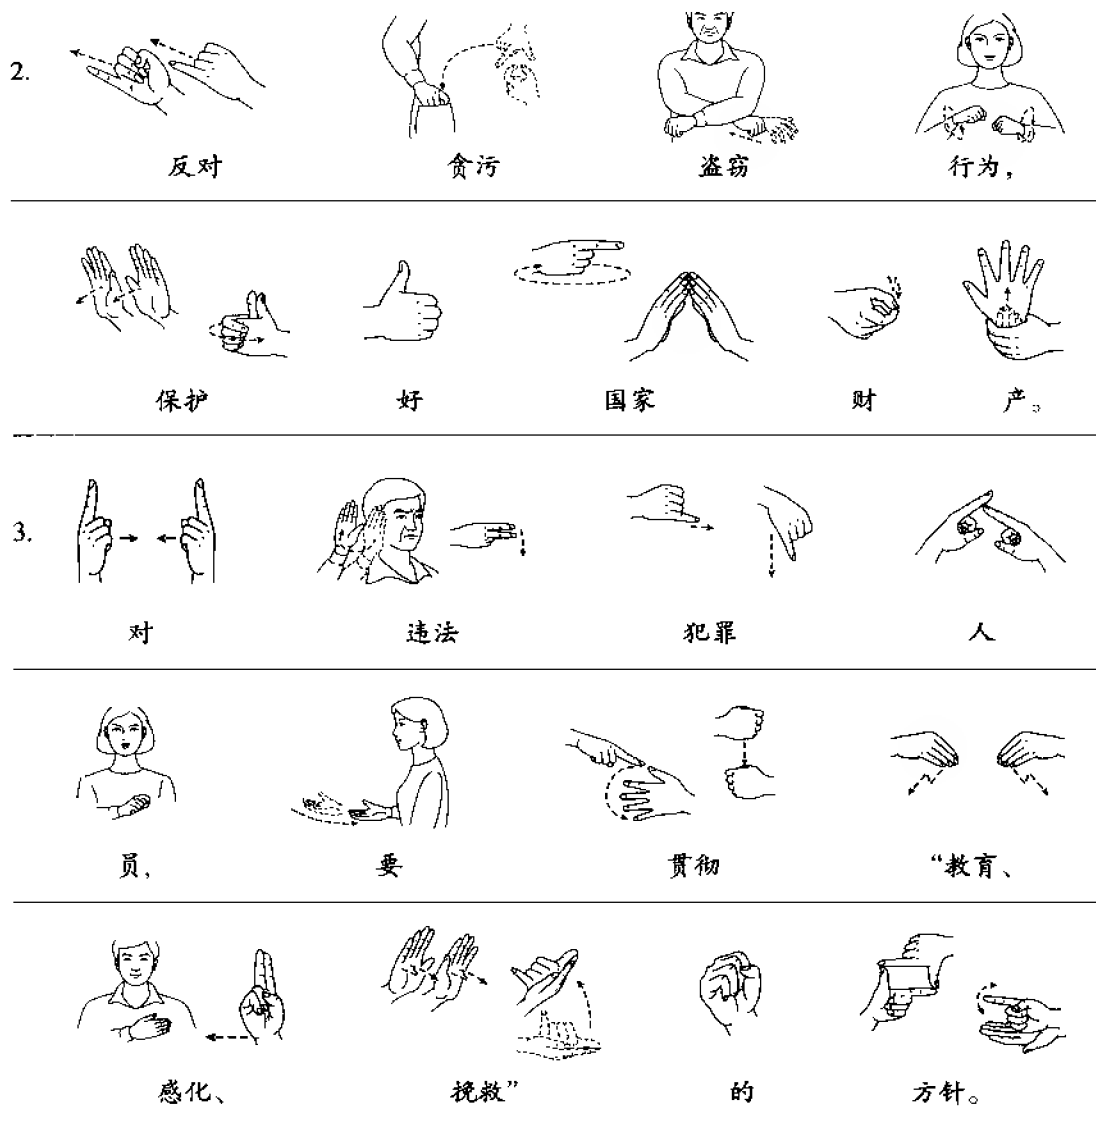 2.
反对 贪污 盗窃 行为，
保护 好 国家 财 产。
3.
对 违法 犯罪 人
员， 要 贯彻 “教育、
感化、 挽救” 的 方针。